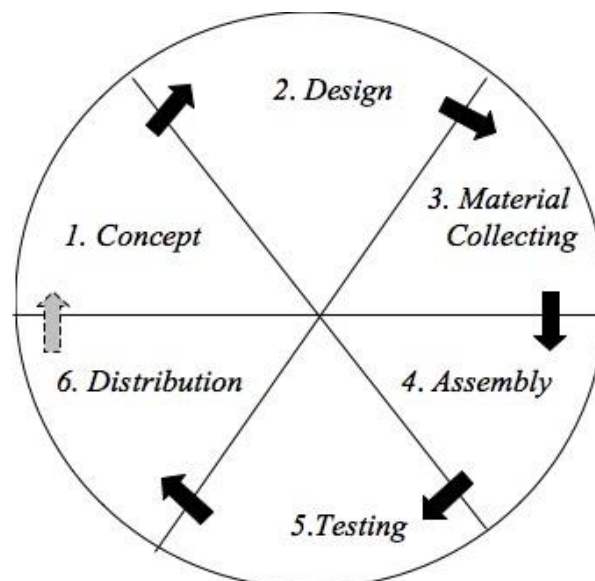 1. Concept
2. Design
3. Material
Collecting
4. Assembly
5.Testing
6. Distribution